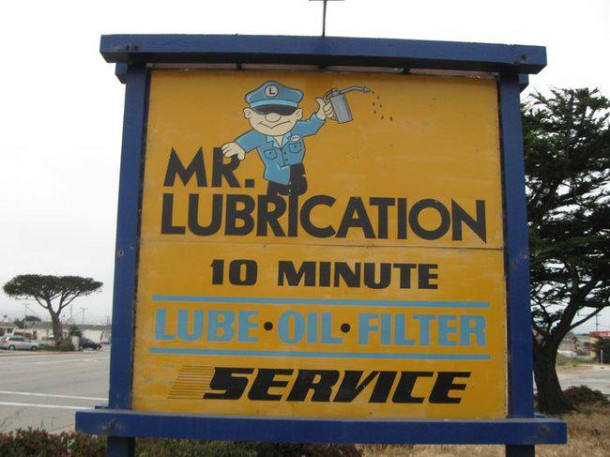 L
MR.
LUBRICATION
10 MINUTE
LUBE • OIL • FILTER
SERVICE